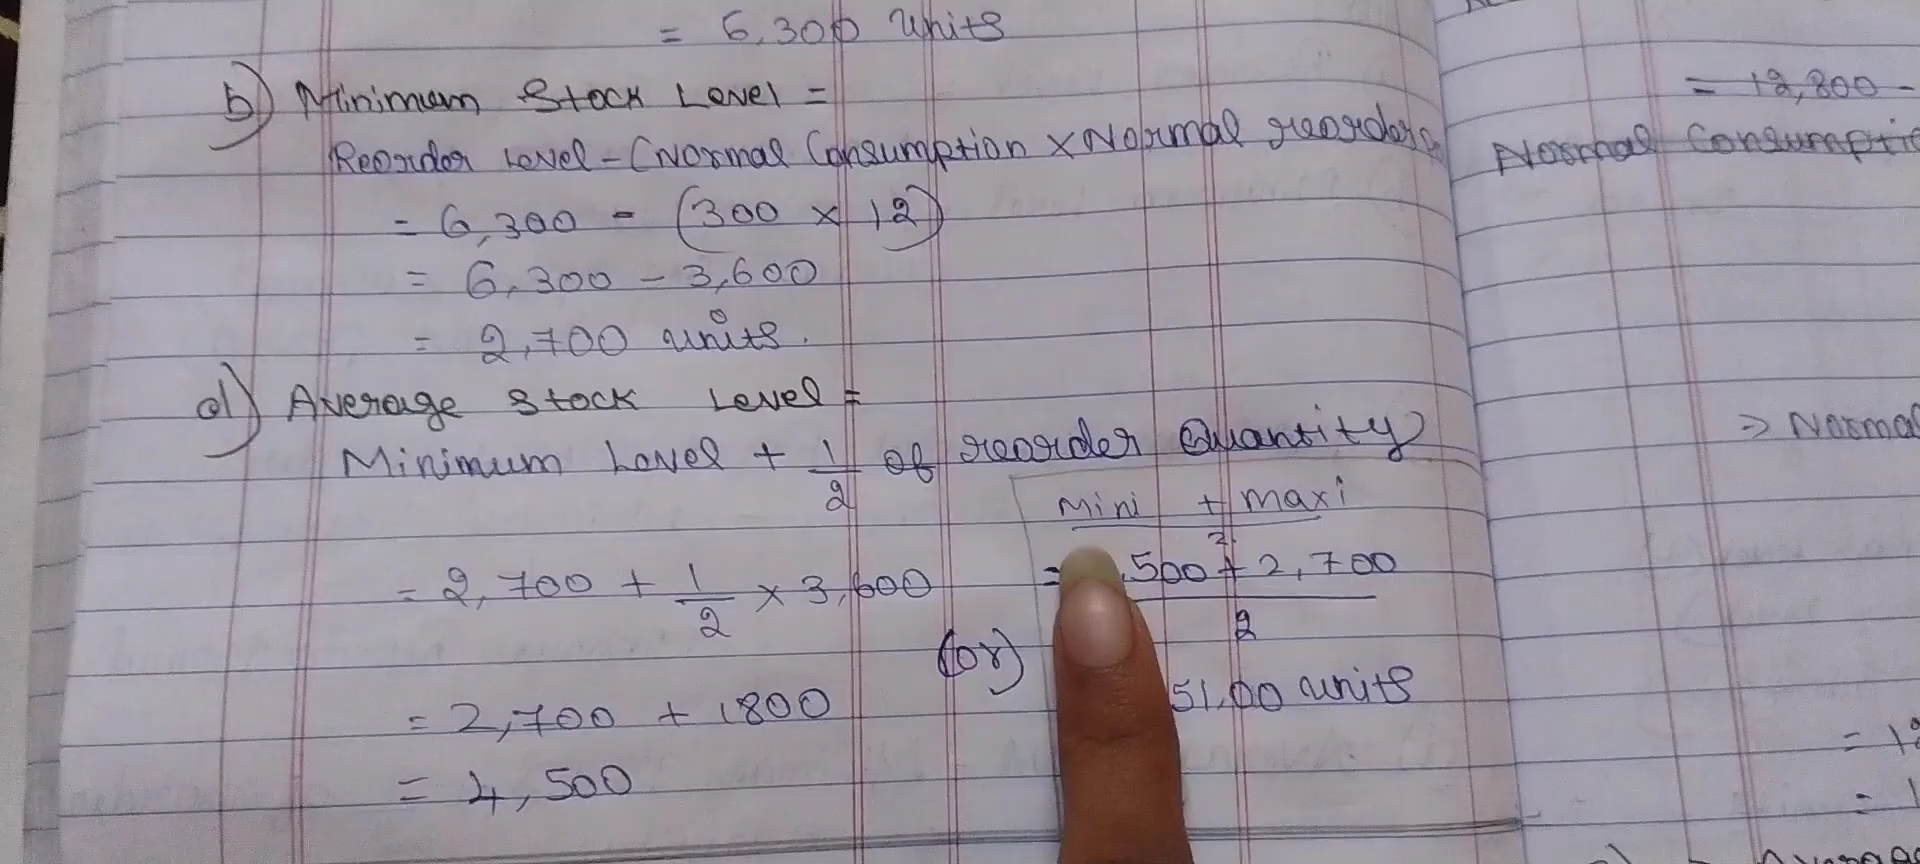 = 6,300 units
b) Minimum Stock Level =
Reorder Level - (Normal Consumption × Normal reorder
= 6,300 - (300 × 12)
= 6,300 - 3,600
= 2,700 units.
d) Average Stock Level =
Minimum Level + 1/2 of reorder Quantity
= 2,700 + 1/2 × 3,600
= 2,700 + 1800
= 4,500
(or)
Mini + maxi
2
= ,500 + 2,700
2
51,00 units
= 12,800 -
Normal Consumptio
=> Normal
= 12
= 1